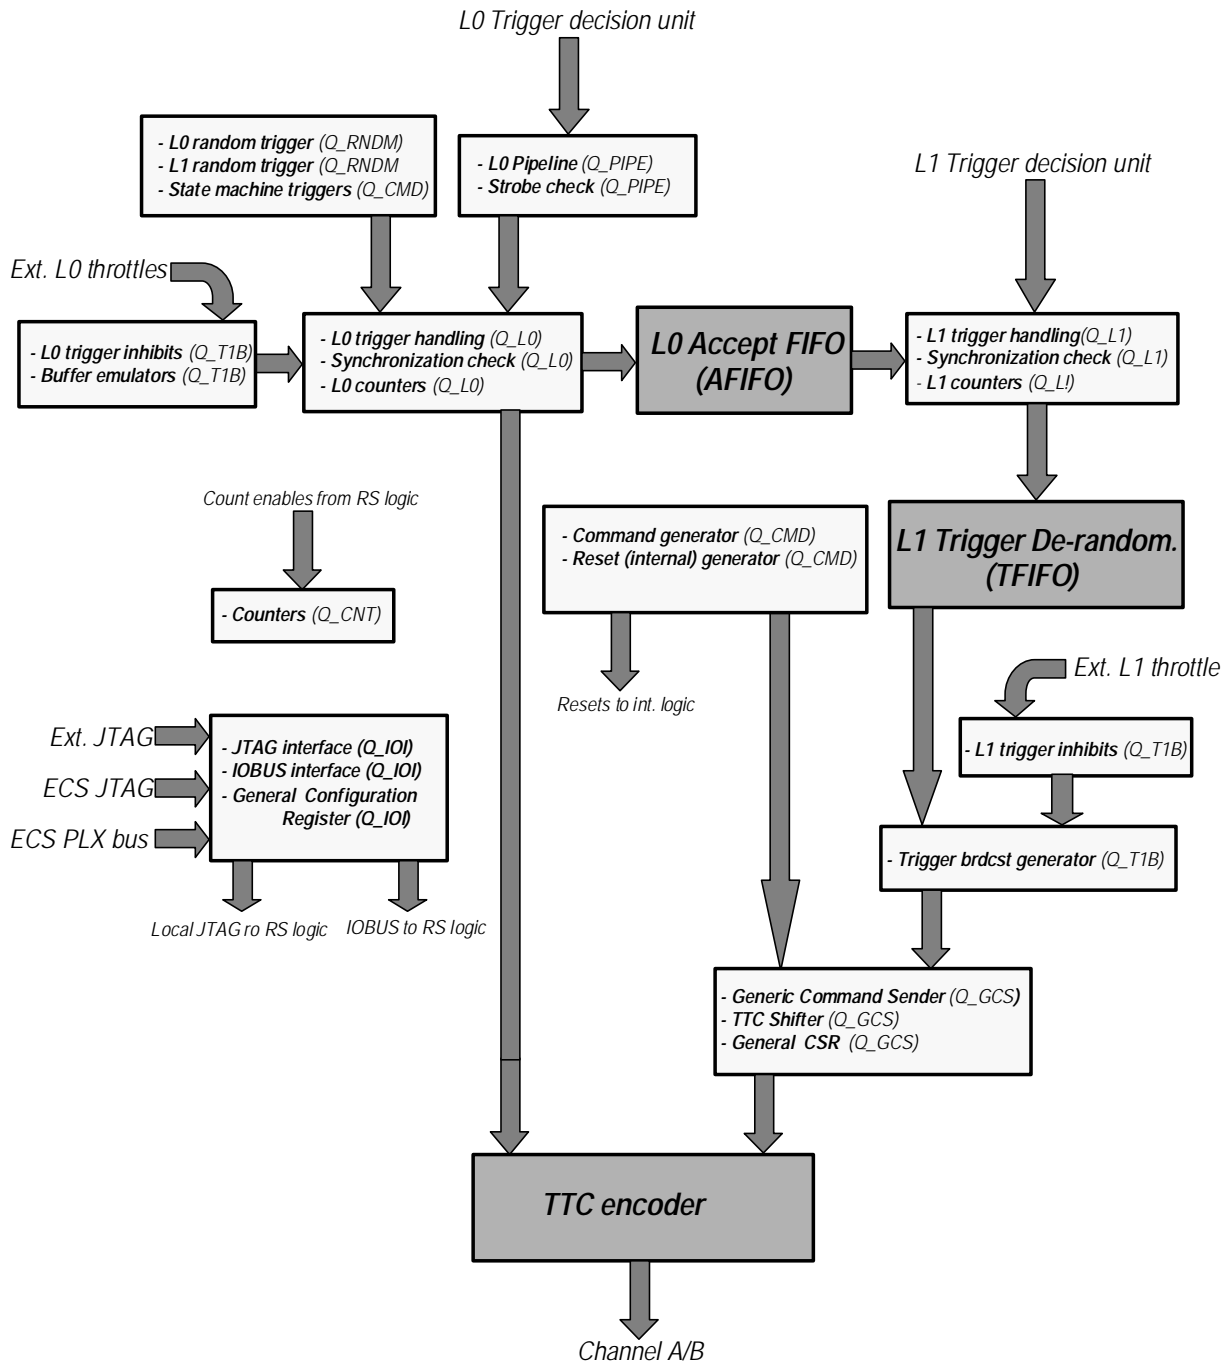 L0 Trigger decision unit
- L0 random trigger (Q_RNDM)
- L1 random trigger (Q_RNDM
- State machine triggers (Q_CMD)
- L0 Pipeline (Q_PIPE)
- Strobe check (Q_PIPE)
L1 Trigger decision unit
Ext. L0 throttles
- L0 trigger inhibits (Q_T1B)
- Buffer emulators (Q_T1B)
- L0 trigger handling (Q_L0)
- Synchronization check (Q_L0)
- L0 counters (Q_L0)
L0 Accept FIFO
(AFIFO)
- L1 trigger handling(Q_L1)
- Synchronization check (Q_L1)
- L1 counters (Q_L!)
Count enables from RS logic
- Counters (Q_CNT)
- Command generator (Q_CMD)
- Reset (internal) generator (Q_CMD)
L1 Trigger De-random.
(TFIFO)
Resets to int. logic
Ext. L1 throttle
- L1 trigger inhibits (Q_T1B)
Ext. JTAG
ECS JTAG
ECS PLX bus
- JTAG interface (Q_IOI)
- IOBUS interface (Q_IOI)
- General Configuration
Register (Q_IOI)
- Trigger brdcst generator (Q_T1B)
Local JTAG ro RS logic
IOBUS to RS logic
- Generic Command Sender (Q_GCS)
- TTC Shifter (Q_GCS)
- General CSR (Q_GCS)
TTC encoder
Channel A/B